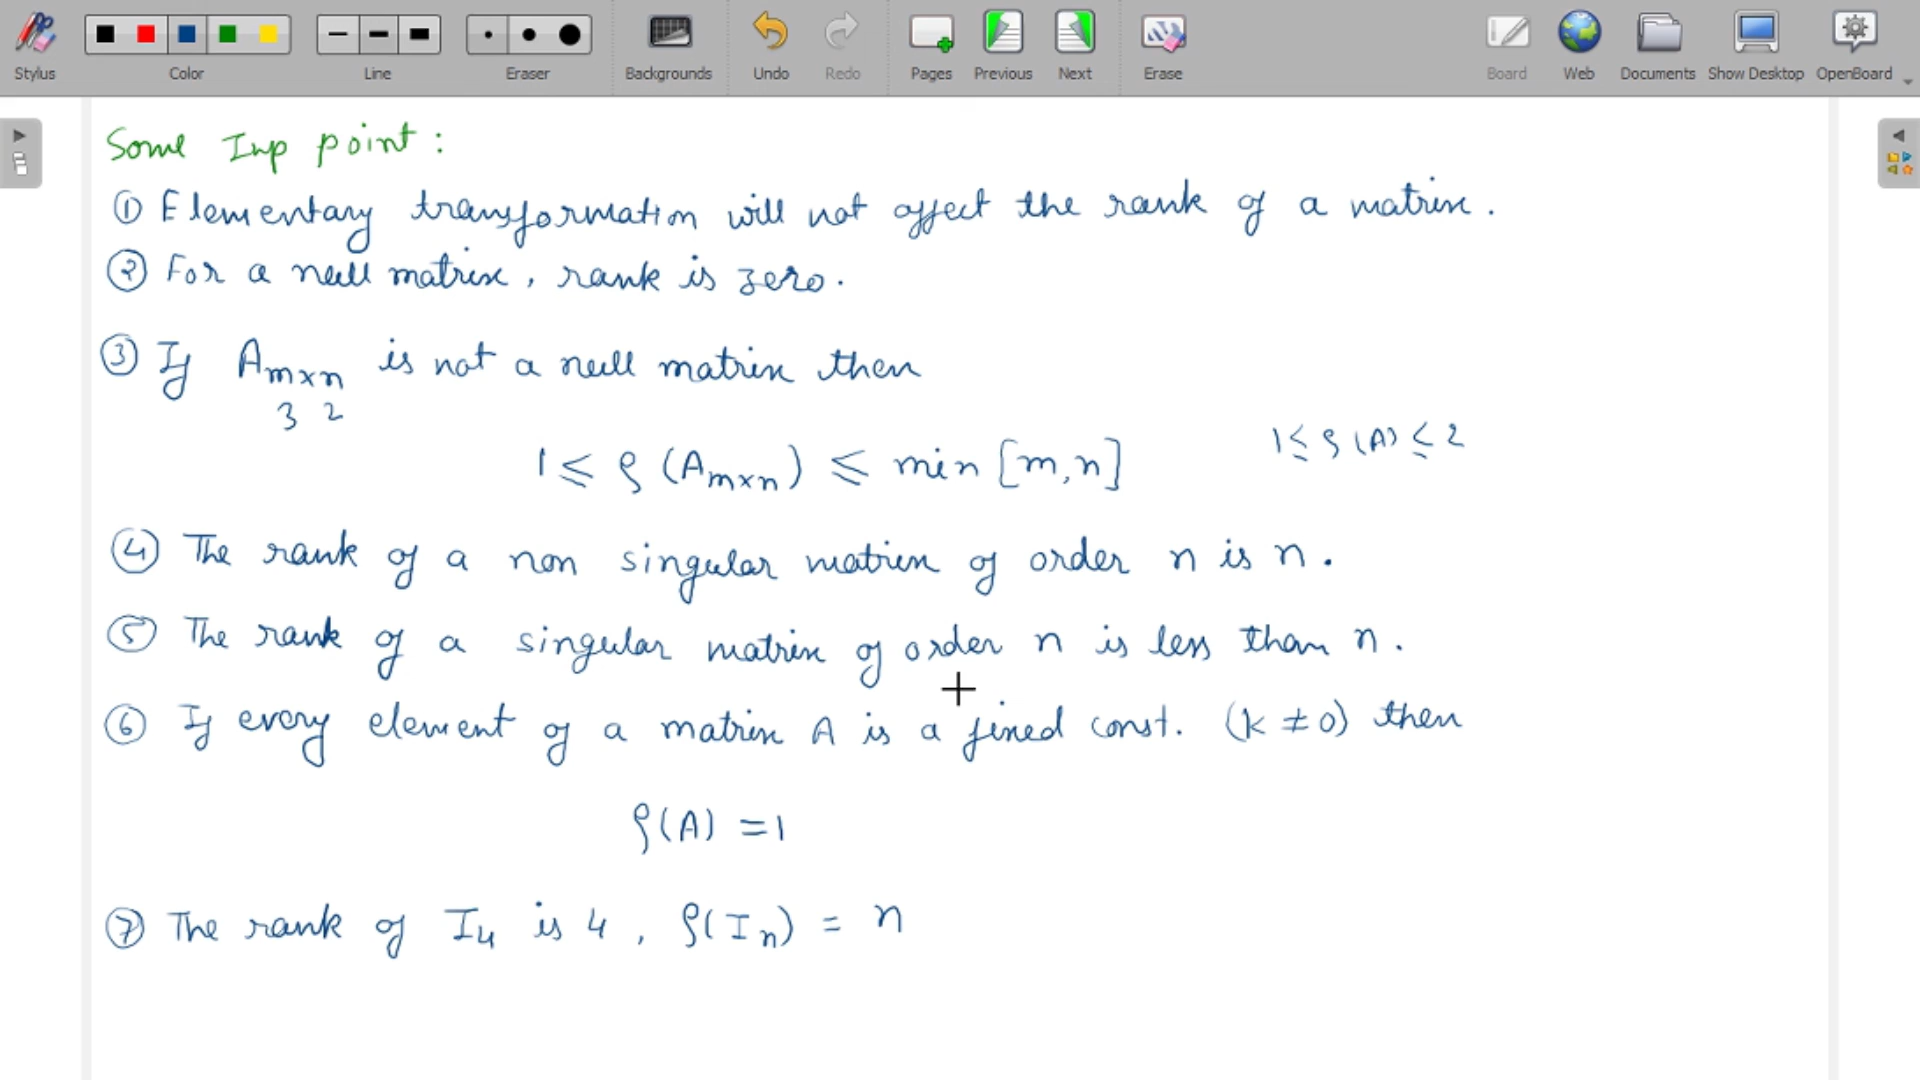 Stylus Color Line Eraser Backgrounds Undo Redo Pages Previous Next Erase Board Web Documents Show Desktop OpenBoard
Some Imp point :
① Elementary transformation will not affect the rank of a matrix.
② For a null matrix, rank is zero.
③ If Am×n is not a null matrix then
3 2
1 ≤ ρ (Am×n) ≤ min [m,n]
1 ≤ ρ (A) ≤ 2
④ The rank of a non singular matrix of order n is n.
⑤ The rank of a singular matrix of order n is less than n.
⑥ If every element of a matrix A is a fixed const. (k ≠ 0) then
ρ(A) = 1
⑦ The rank of I4 is 4, ρ(In) = n